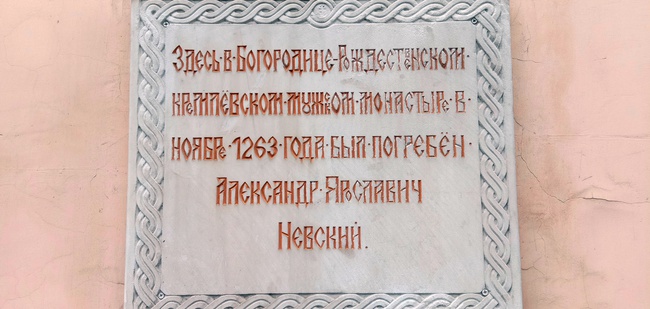 Здесь·в·Богородице-Рождественском·
кремлёвском·мужском·монастыре·в·
ноябре·1263·года·был·погребён·
Александр·Ярославич
Невский.